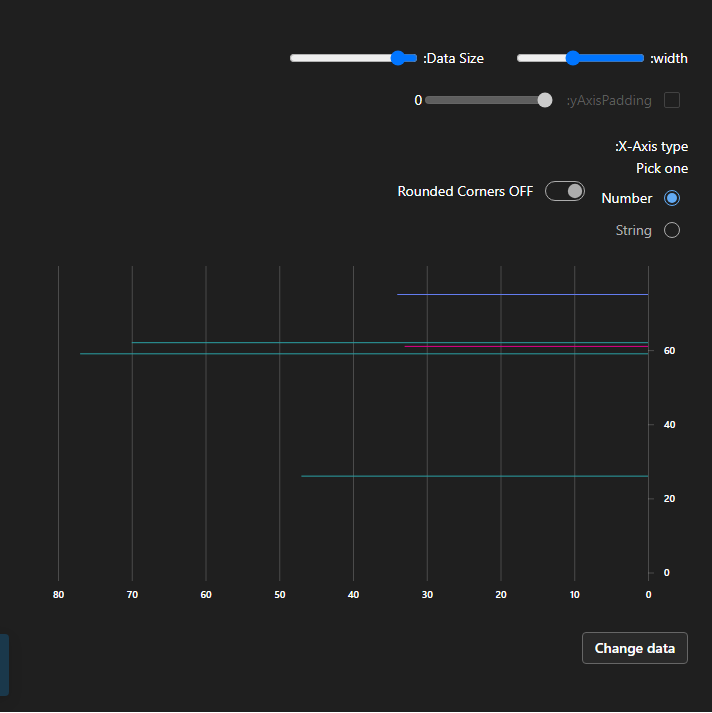 :width
:Data Size
:yAxisPadding
0
:X-Axis type
Pick one
Number
Rounded Corners OFF
String
60
40
20
0
80 70 60 50 40 30 20 10 0
Change data